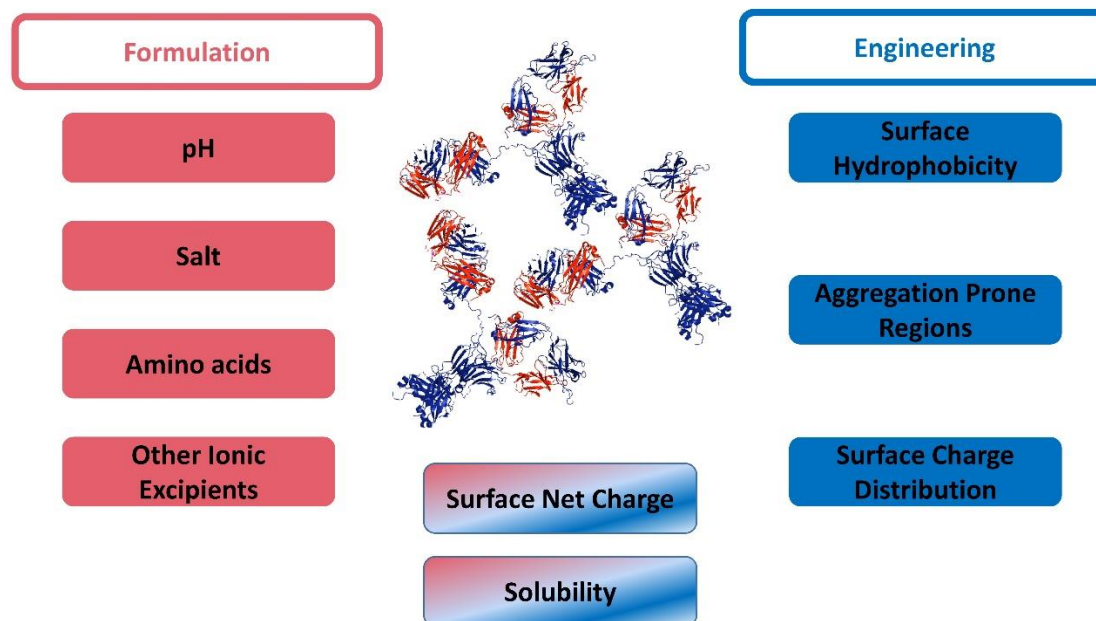 Formulation
pH
Salt
Amino acids
Other Ionic
Excipients
Engineering
Surface
Hydrophobicity
Aggregation Prone
Regions
Surface Charge
Distribution
Surface Net Charge
Solubility